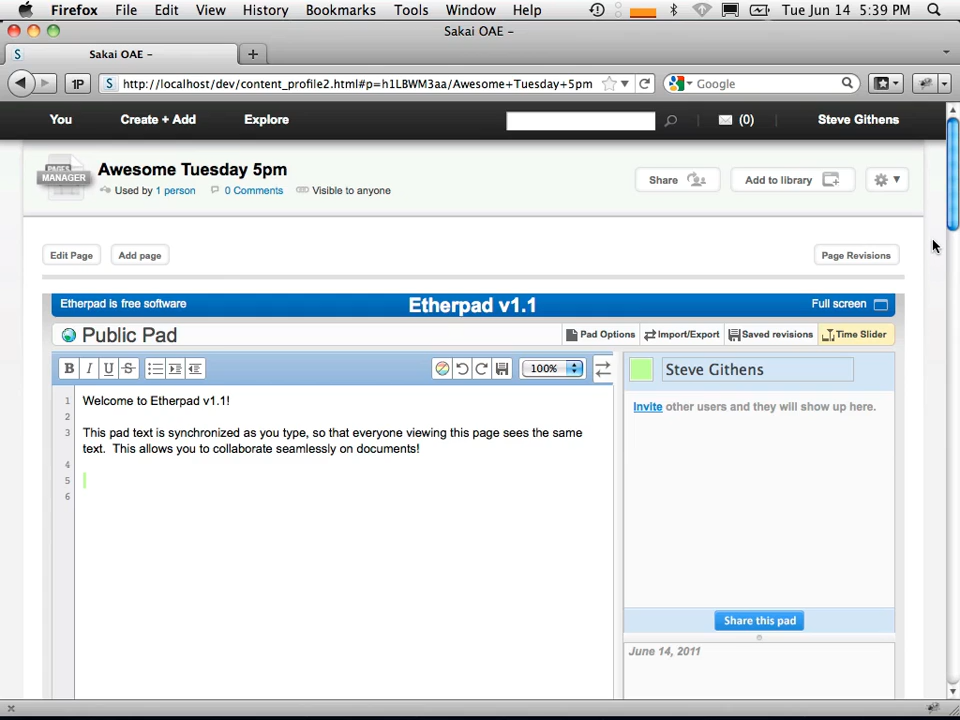 Firefox File Edit View History Bookmarks Tools Window Help Tue Jun 14 5:39 PM
Sakai OAE –
S Sakai OAE –
1P S http://localhost/dev/content_profile2.html#p=h1LBWM3aa/Awesome+Tuesday+5pm Google
You Create + Add Explore (0) Steve Githens
PAGES
MANAGER
Awesome Tuesday 5pm
Used by 1 person 0 Comments Visible to anyone
Share Add to library
Edit Page Add page Page Revisions
Etherpad is free software Etherpad v1.1 Full screen
Public Pad Pad Options Import/Export Saved revisions Time Slider
B I U S 100%
Steve Githens
1 Welcome to Etherpad v1.1!
Invite other users and they will show up here.
2
3 This pad text is synchronized as you type, so that everyone viewing this page sees the same
text. This allows you to collaborate seamlessly on documents!
4
5
6
Share this pad
June 14, 2011